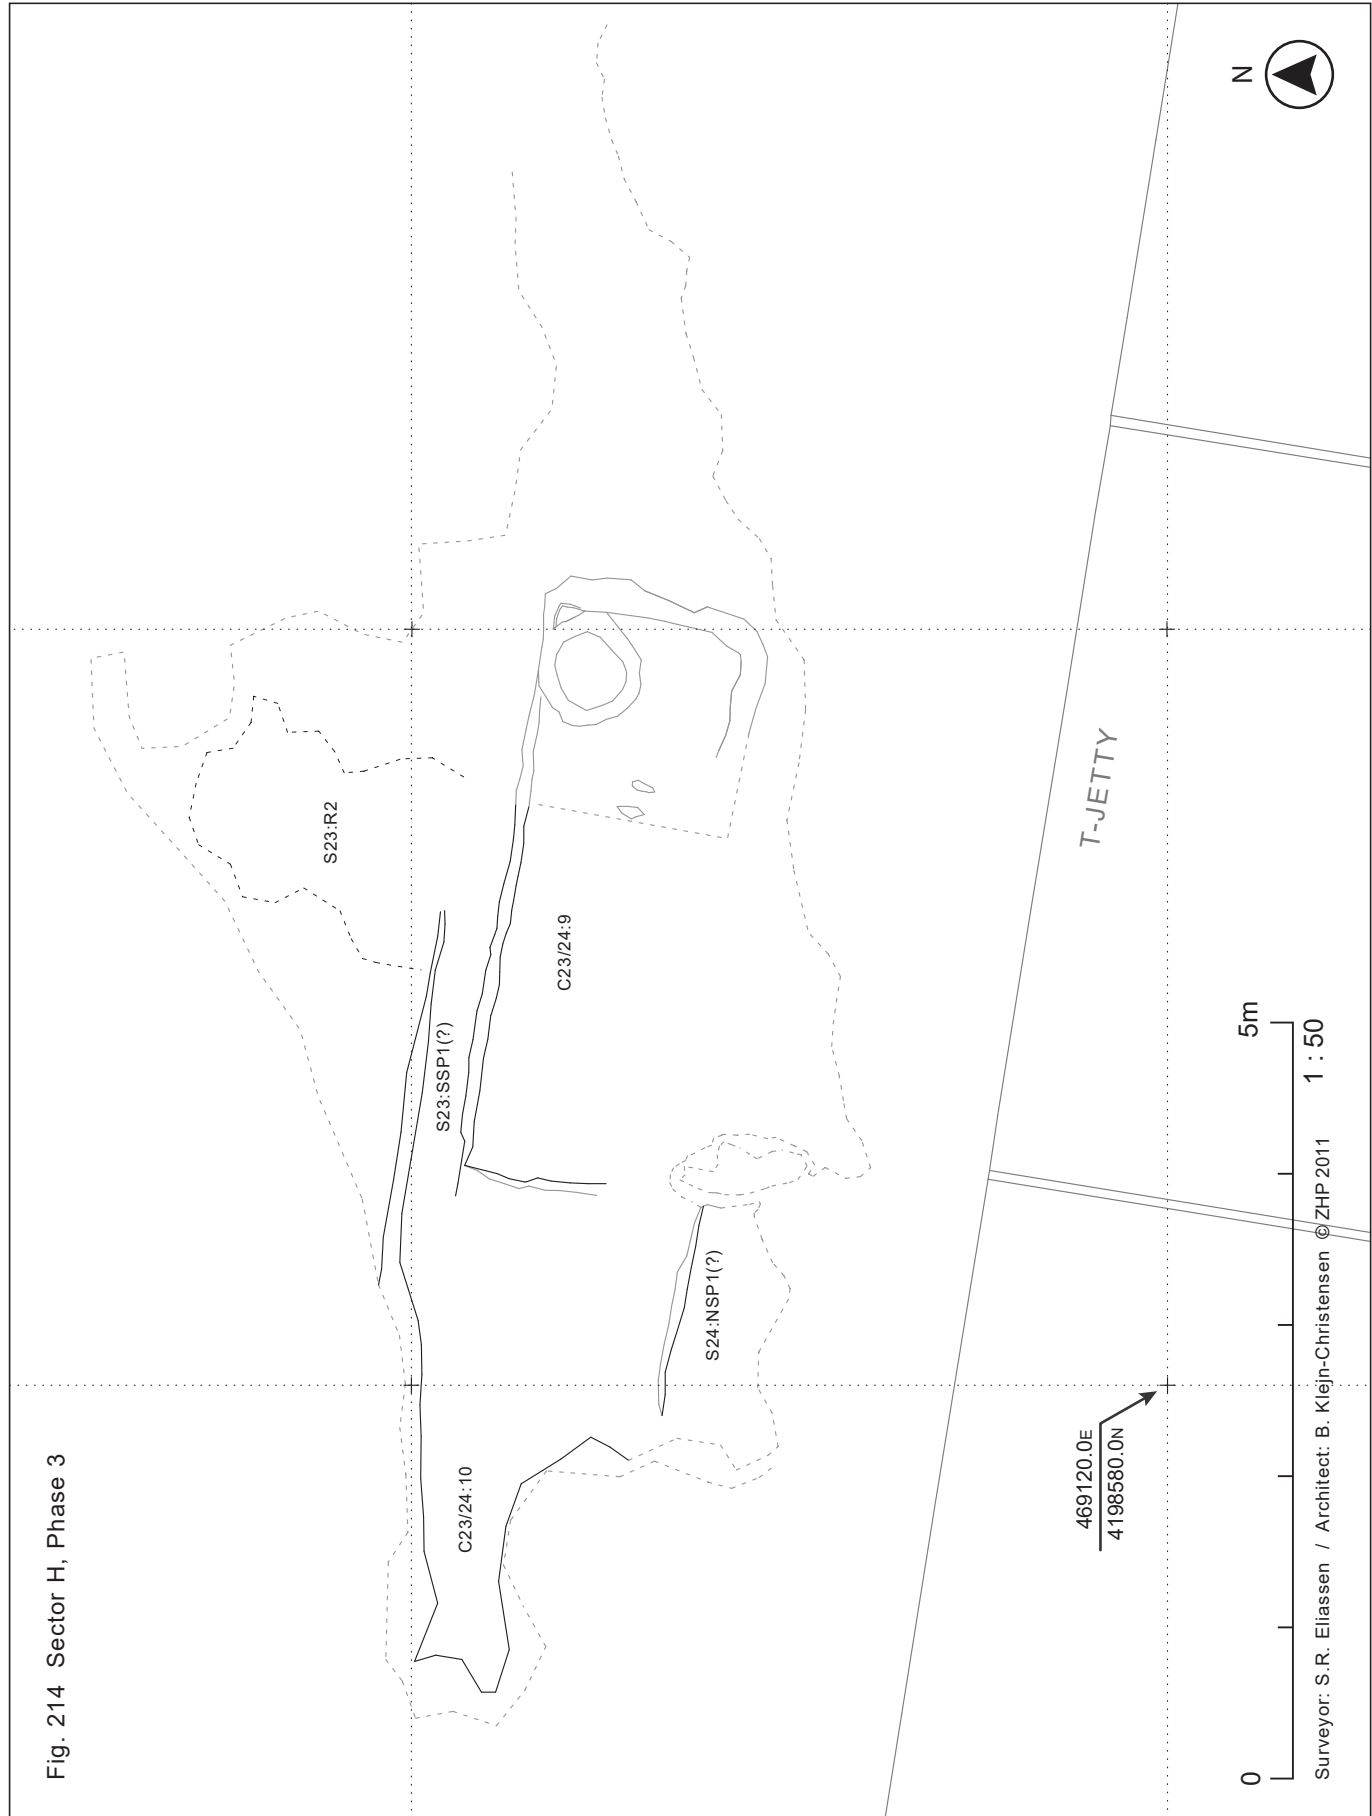 Fig. 214 Sector H, Phase 3
N
S23:R2
S23:SSP1(?)
C23/24:9
C23/24:10
S24:NSP1(?)
T-JETTY
469120.0E
4198580.0N
0
5m
1 : 50
Surveyor: S.R. Eliassen / Architect: B. Klejn-Christensen © ZHP 2011